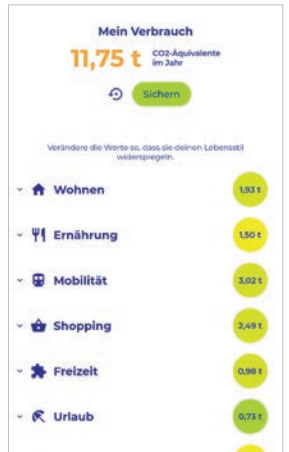 Mein Verbrauch
11,75 t CO2-Äquivalente
im Jahr
Sichern
Verändere die Werte so, dass sie deinen Lebensstil
widerspiegeln.
Wohnen 1,93 t
Ernährung 1,50 t
Mobilität 3,02 t
Shopping 2,49 t
Freizeit 0,98 t
Urlaub 0,73 t